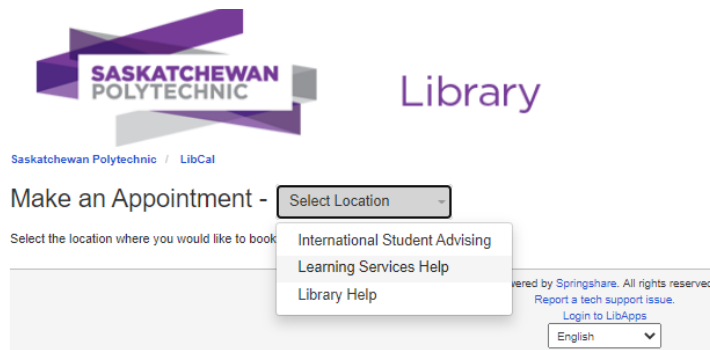 SASKATCHEWAN
POLYTECHNIC
Library
Saskatchewan Polytechnic / LibCal
Make an Appointment - Select Location
Select the location where you would like to book
International Student Advising
Learning Services Help
Library Help
by Springshare. All rights
Report a tech support issue.
Login to LibApps
English